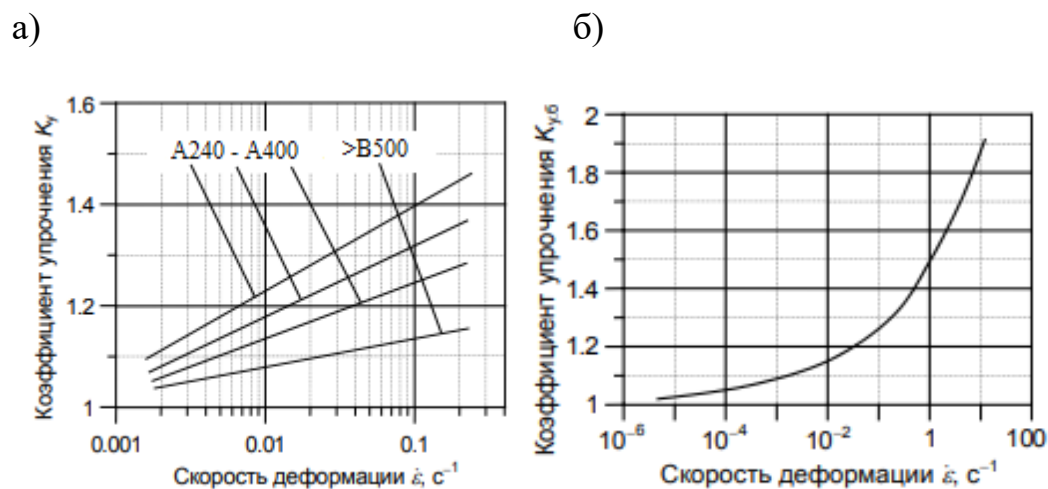 а)
б)
Коэффициент упрочнения Kу
1.6
1.4
1.2
1
A240 - A400
>B500
0.001
0.01
0.1
Скорость деформации ε̇, с⁻¹
Коэффициент упрочнения Kу.б
2
1.8
1.6
1.4
1.2
1
10⁻⁶
10⁻⁴
10⁻²
1
100
Скорость деформации ε̇, с⁻¹